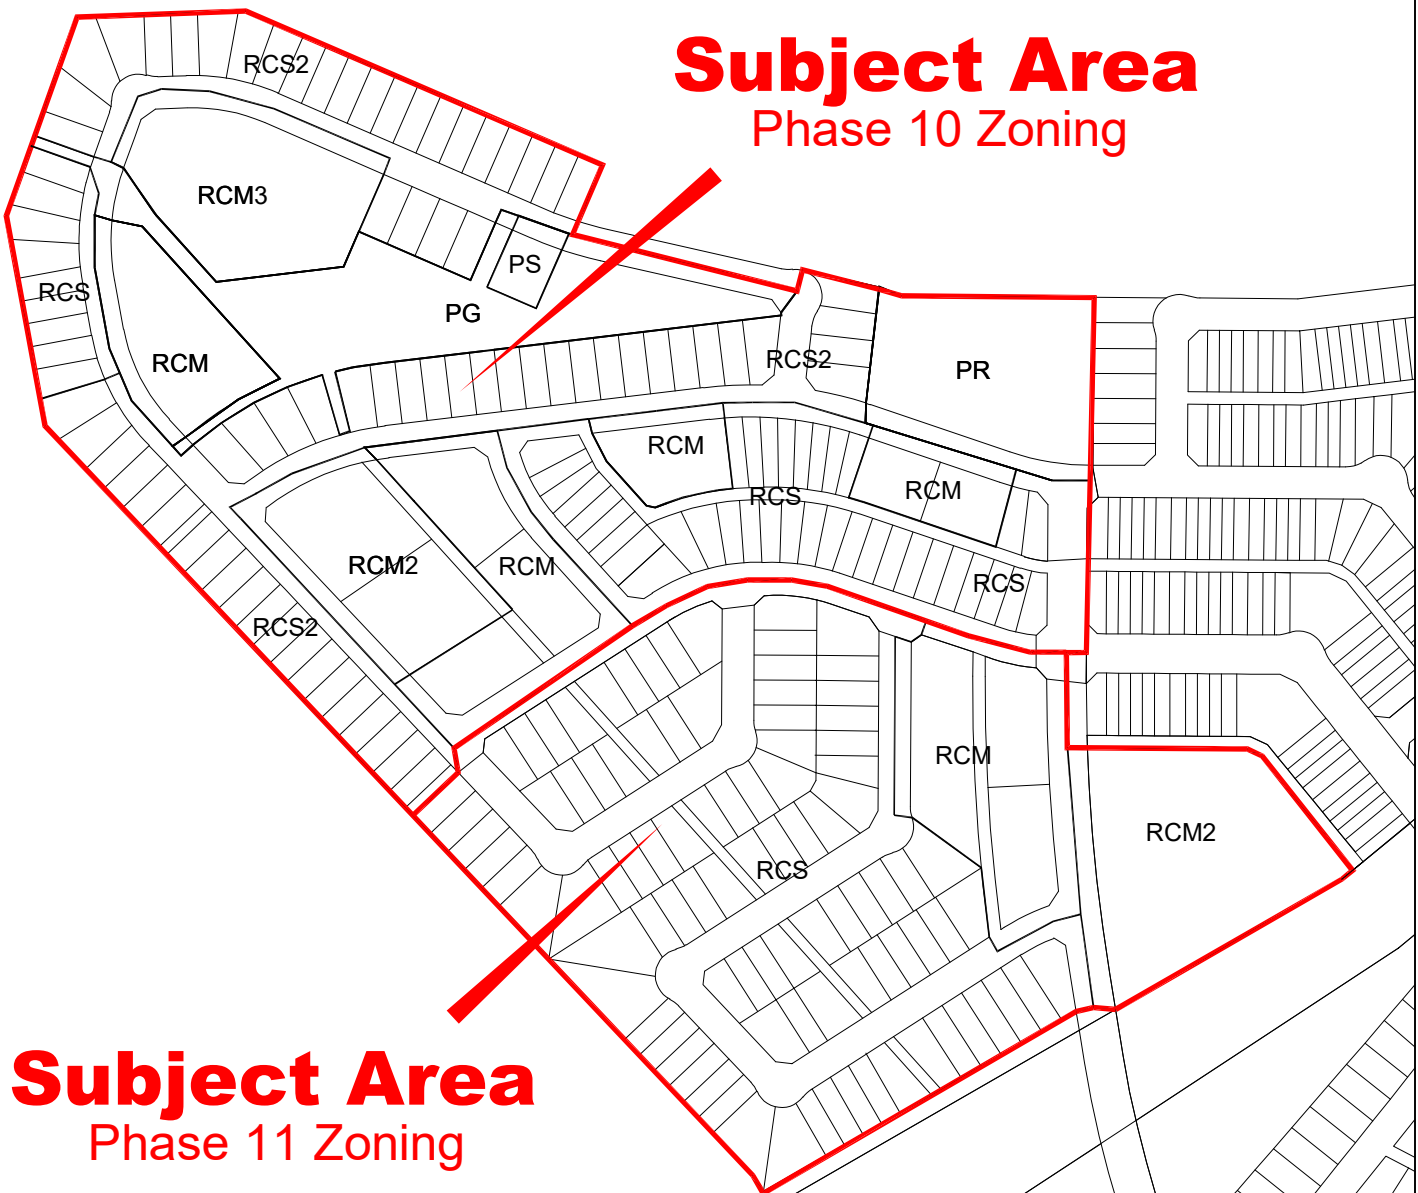 Subject Area
Phase 10 Zoning
RCS2
RCM3
PS
RCS
PG
RCM
RCS2
PR
RCM
RCM
RCS
RCM2
RCM
RCS
RCS2
RCM
RCM2
RCS
Subject Area
Phase 11 Zoning